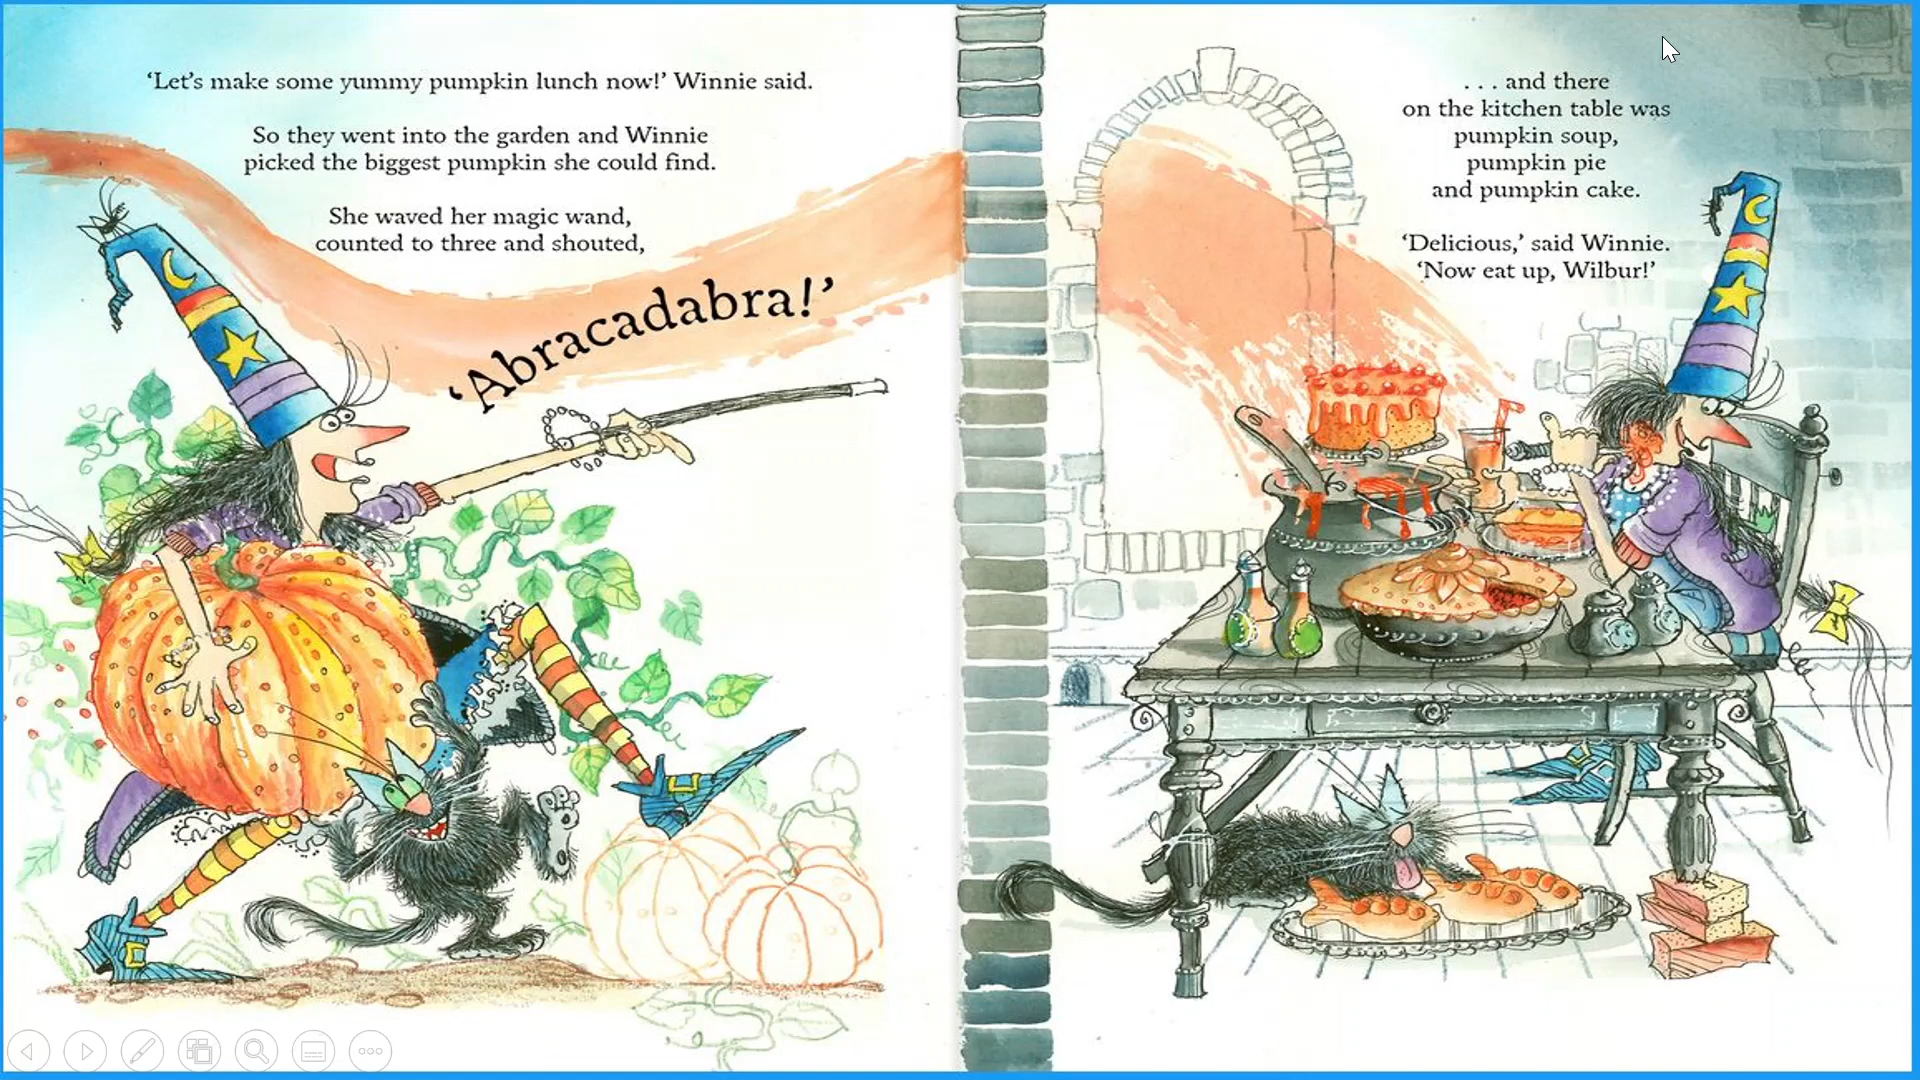 ‘Let’s make some yummy pumpkin lunch now!’ Winnie said.
So they went into the garden and Winnie
picked the biggest pumpkin she could find.
She waved her magic wand,
counted to three and shouted,
‘Abracadabra!’
. . . and there
on the kitchen table was
pumpkin soup,
pumpkin pie
and pumpkin cake.
‘Delicious,’ said Winnie.
‘Now eat up, Wilbur!’